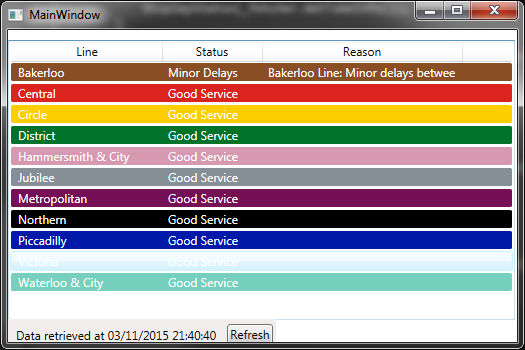 MainWindow
Line Status Reason
Bakerloo Minor Delays Bakerloo Line: Minor delays betwee
Central Good Service
Circle Good Service
District Good Service
Hammersmith & City Good Service
Jubilee Good Service
Metropolitan Good Service
Northern Good Service
Piccadilly Good Service
Victoria Good Service
Waterloo & City Good Service
Data retrieved at 03/11/2015 21:40:40 Refresh